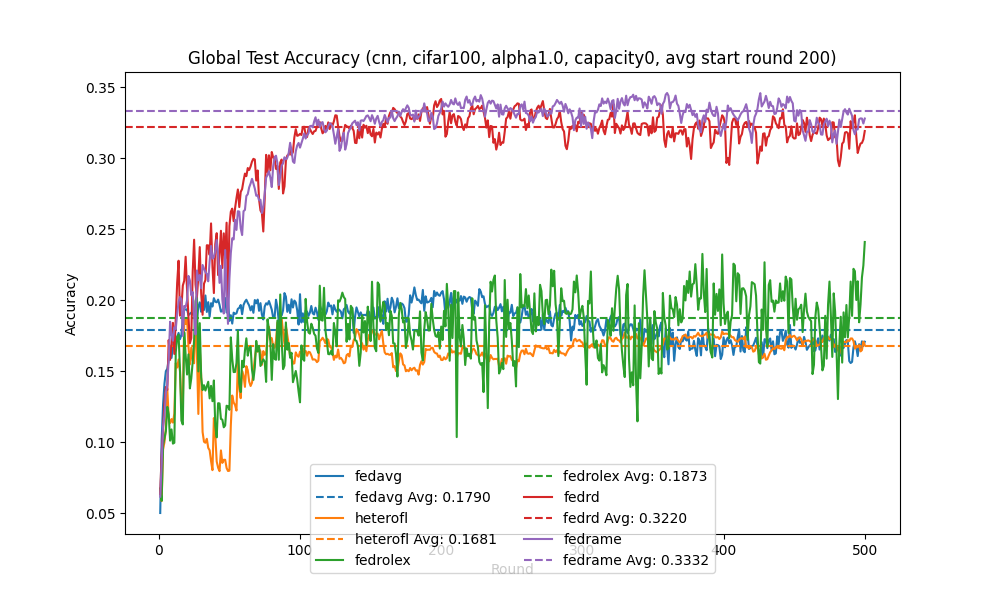 Global Test Accuracy (cnn, cifar100, alpha1.0, capacity0, avg start round 200)
Accuracy
0.35
0.30
0.25
0.20
0.15
0.10
0.05
0 100 200 300 400 500
Round
fedavg
fedavg Avg: 0.1790
heterofl
heterofl Avg: 0.1681
fedrolex
fedrolex Avg: 0.1873
fedrd
fedrd Avg: 0.3220
fedrame
fedrame Avg: 0.3332